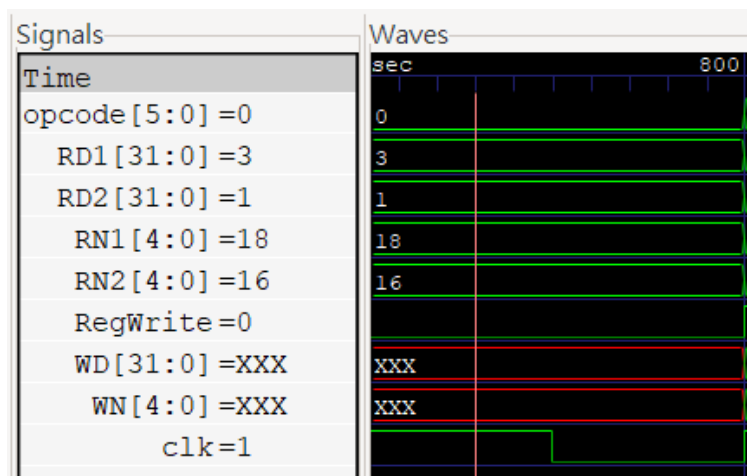 Signals
Waves
Time
sec 800
opcode[5:0] =0
0
RD1[31:0] =3
3
RD2[31:0] =1
1
RN1[4:0] =18
18
RN2[4:0] =16
16
RegWrite =0
WD[31:0] =XXX
XXX
WN[4:0] =XXX
XXX
clk =1